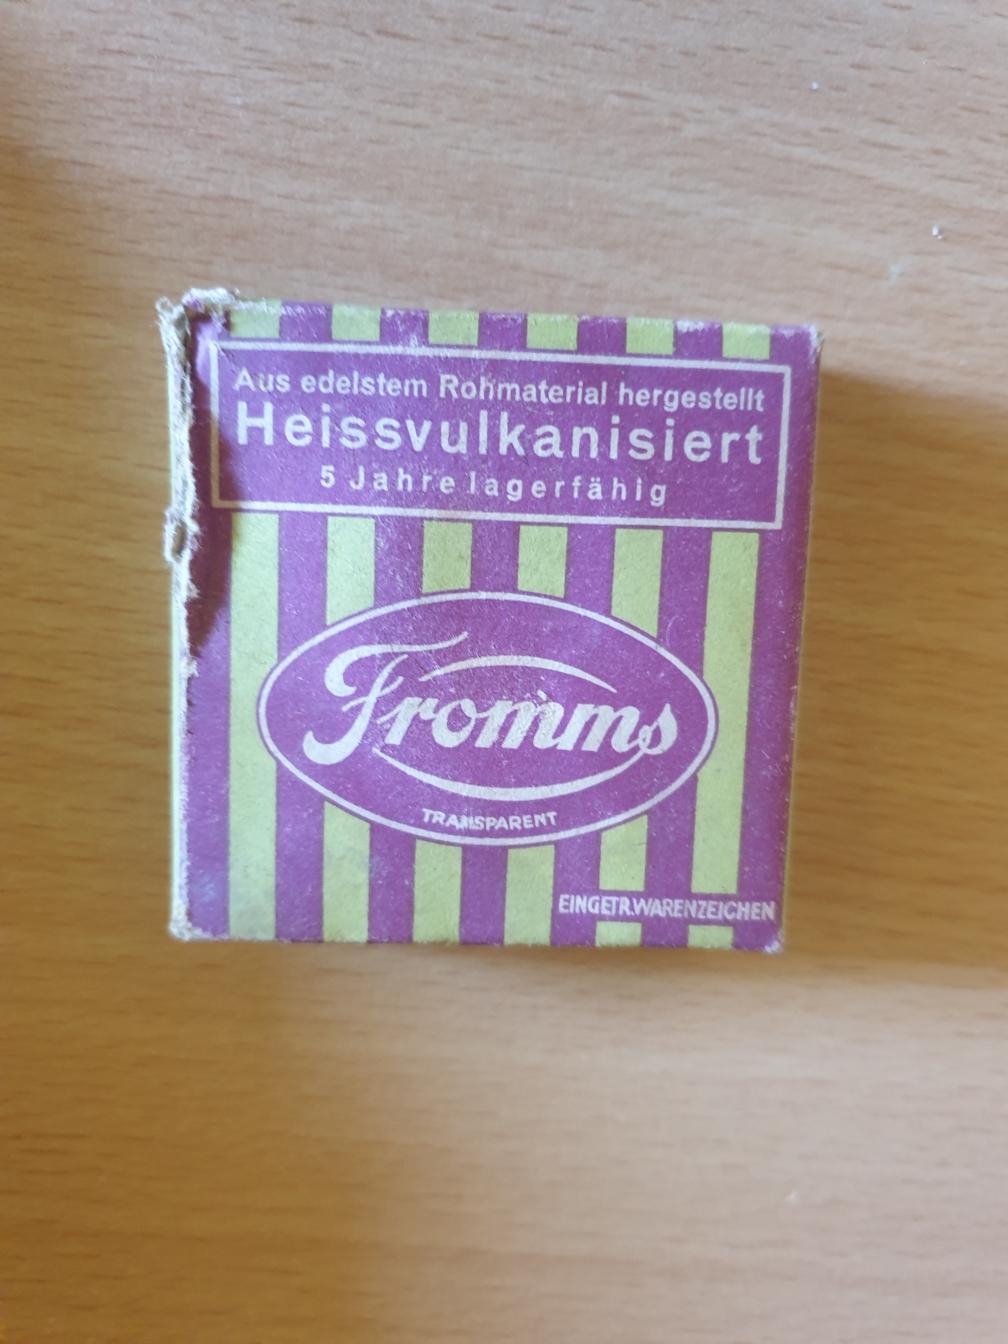 Aus edelstem Rohmaterial hergestellt
Heissvulkanisiert
5 Jahre lagerfähig
Fromms
TRANSPARENT
EINGETR.WARENZEICHEN